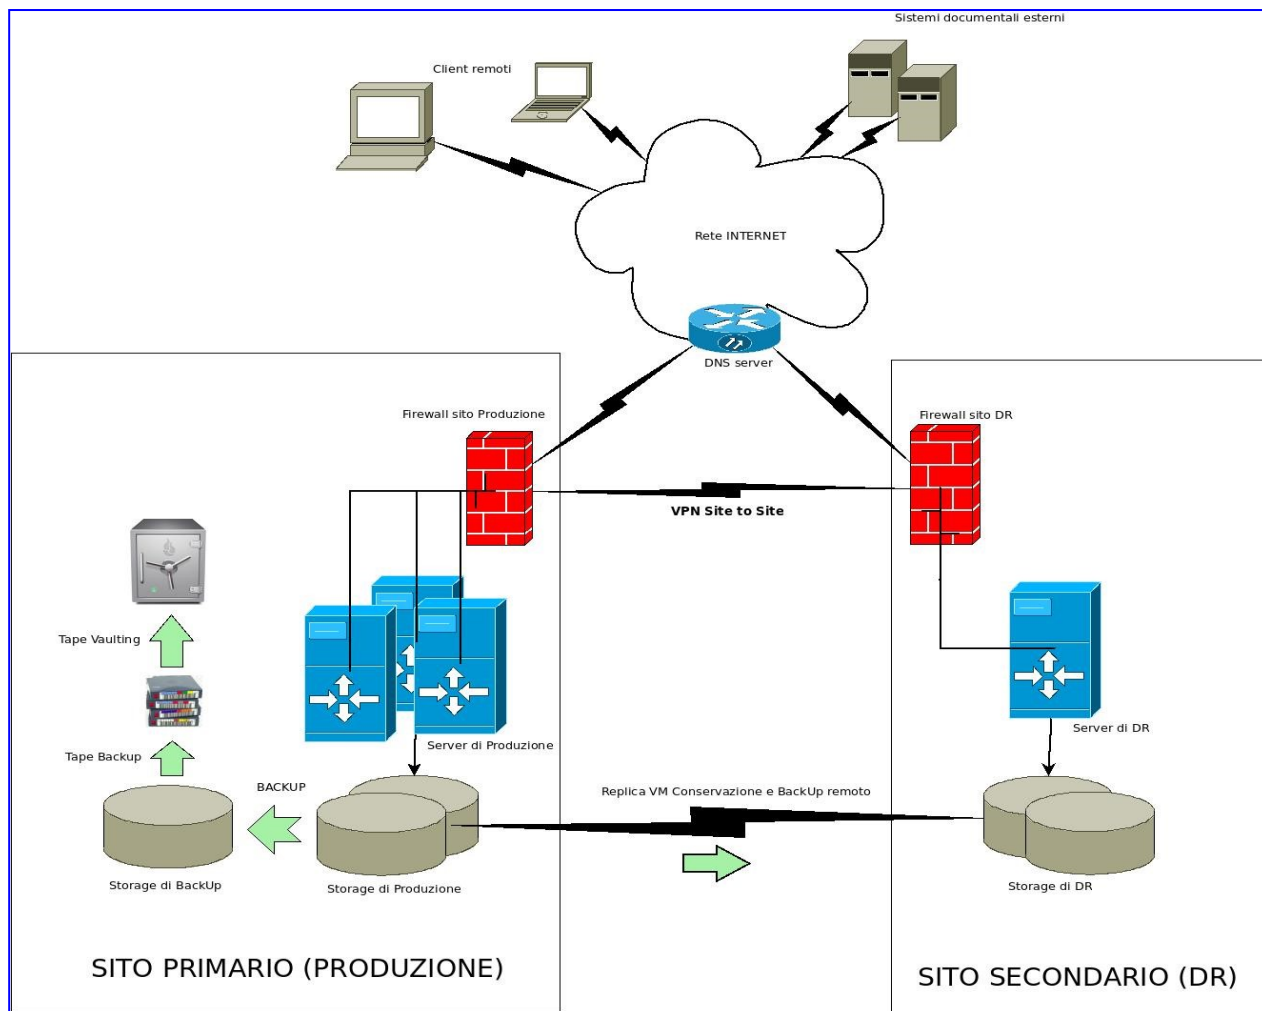 Sistemi documentali esterni
Client remoti
Rete INTERNET
DNS server
Firewall sito Produzione
Firewall sito DR
VPN Site to Site
Tape Vaulting
Server di Produzione
Server di DR
Tape Backup
BACKUP
Replica VM Conservazione e BackUp remoto
Storage di BackUp
Storage di Produzione
Storage di DR
SITO PRIMARIO (PRODUZIONE)
SITO SECONDARIO (DR)